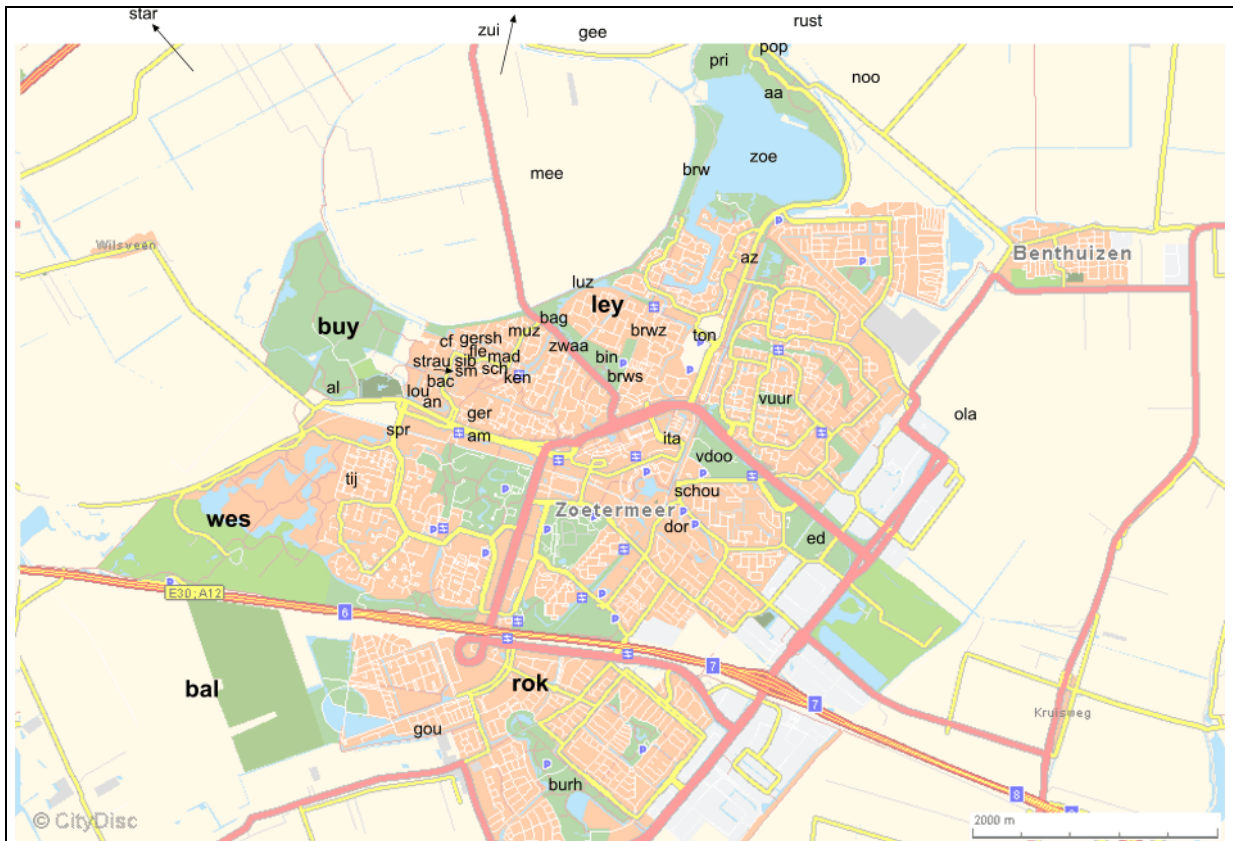 star
zui
gee
rust
pop
pri
noo
aa
zoe
brw
mee
Wilsveen
az
Benthuizen
luz
ley
buy
bag
muz
brwz
ton
cf
gersh
zwaa
fle
bin
strau
sib
mad
sm
sch
ken
brws
al
lou
bac
an
vuur
ger
ola
spr
am
ita
vdoo
tij
schou
wes
Zoetermeer
dor
ed
P
E30;A12
6
7
bal
rok
7
gou
Kruisweg
burh
8
© CityDisc
2000 m